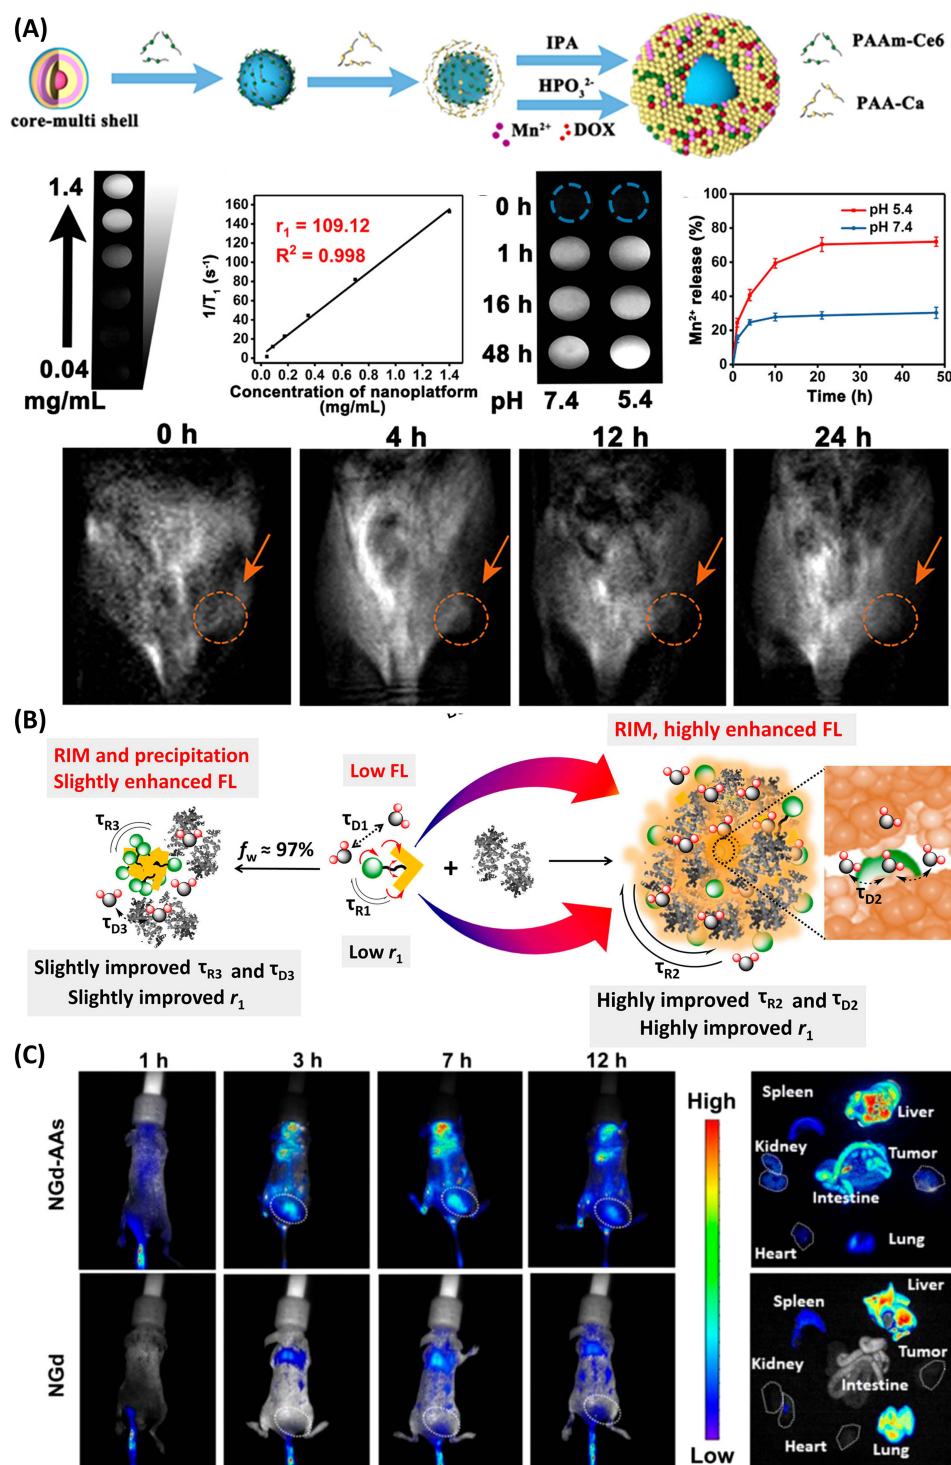 (A)
core-multi shell
IPA
HPO₃²⁻
Mn²⁺
DOX
PAAm-Ce6
PAA-Ca
1.4
0.04
mg/mL
160
140
120
100
80
60
40
20
0
r₁ = 109.12
R² = 0.998
1/T₁ (s⁻¹)
0.0 0.2 0.4 0.6 0.8 1.0 1.2 1.4
Concentration of nanoplatform
(mg/mL)
0 h
1 h
16 h
48 h
pH 7.4 5.4
100
80
60
40
20
0
pH 5.4
pH 7.4
Mn²⁺ release (%)
0 10 20 30 40 50
Time (h)
0 h 4 h 12 h 24 h
(B)
RIM and precipitation
Slightly enhanced FL
Low FL
RIM, highly enhanced FL
τR3
τD3
fw ≈ 97%
τD1
τR1
+
τR2
τD2
Low r₁
Slightly improved τR3 and τD3
Slightly improved r₁
Highly improved τR2 and τD2
Highly improved r₁
(C)
1 h 3 h 7 h 12 h
NGd-AAs
NGd
High
Low
Spleen
Liver
Kidney
Tumor
Intestine
Heart
Lung
Liver
Spleen
Tumor
Kidney
Intestine
Heart
Lung